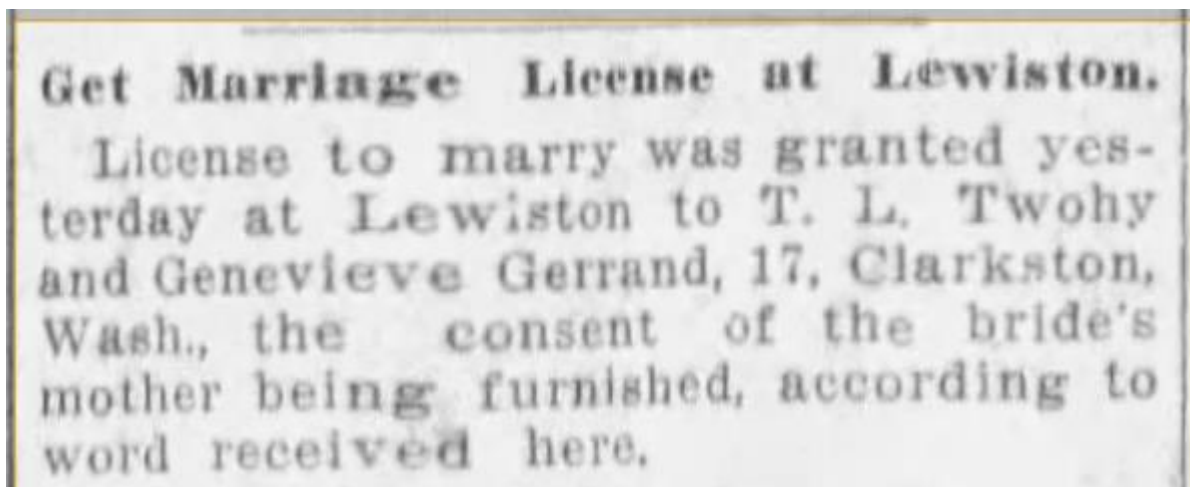 Get Marriage License at Lewiston.
License to marry was granted yes-
terday at Lewiston to T. L. Twohy
and Genevieve Gerrand, 17, Clarkston,
Wash., the consent of the bride's
mother being furnished, according to
word received here.